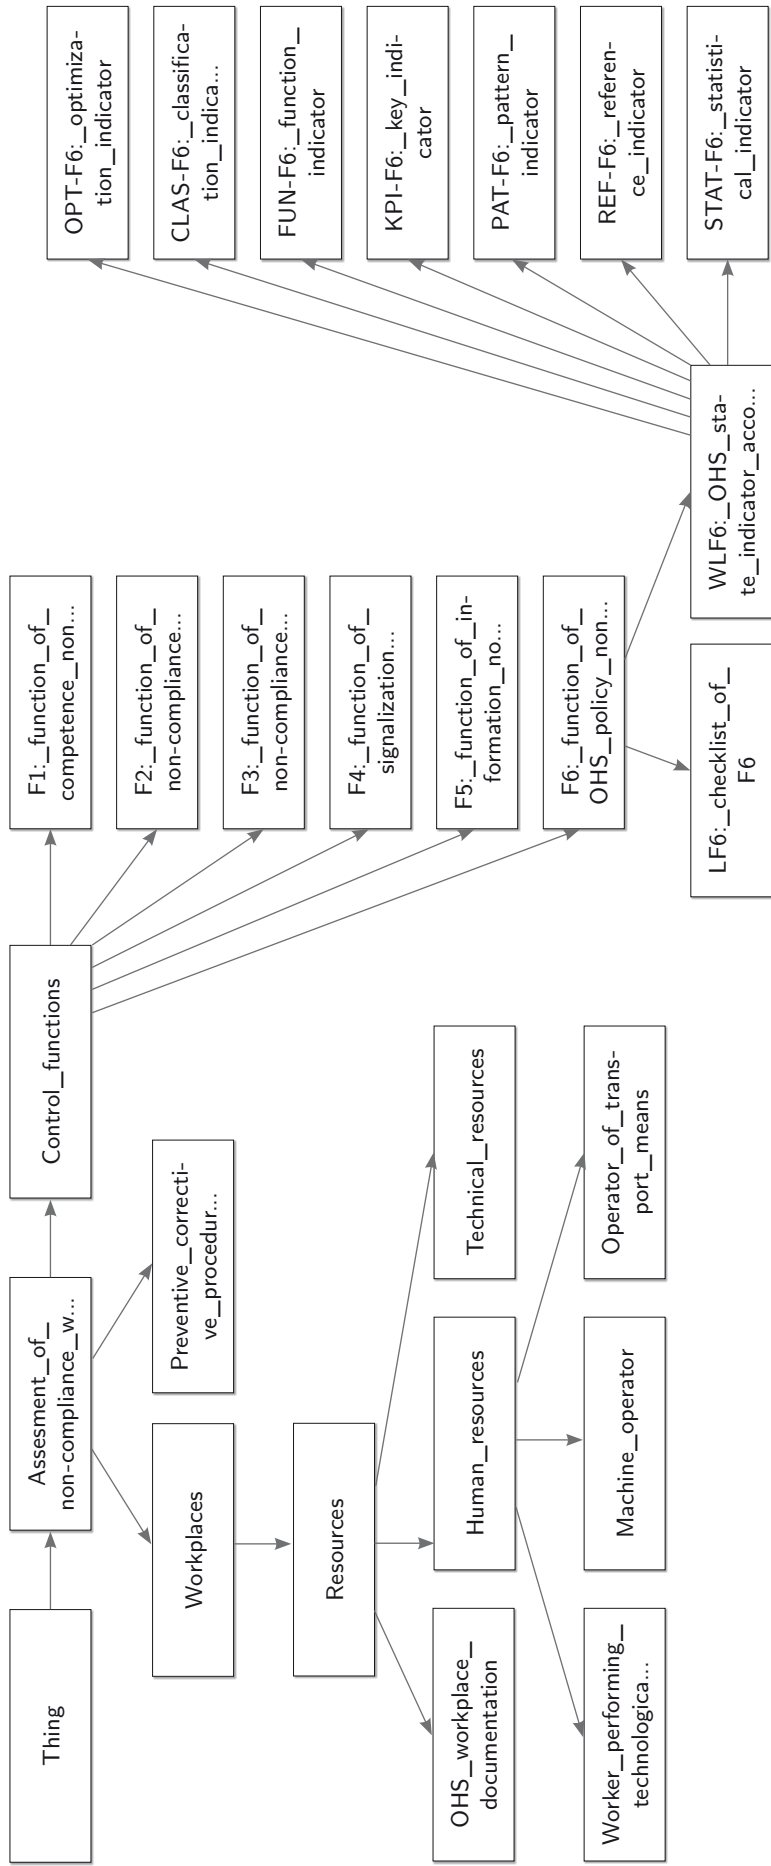 Thing
Assesment_of_
non-compliance_w...
Control_functions
F1:_function_of_
competence_non...
F2:_function_of_
non-compliance...
F3:_function_of_
non-compliance...
F4:_function_of_
signalization...
F5:_function_of_in-
formation_no...
F6:_function_of_
OHS_policy_non...
Workplaces
Preventive_correcti-
ve_procedur...
Resources
OHS_workplace_
documentation
Human_resources
Technical_resources
Worker_performing_
technologica...
Machine_operator
Operator_of_trans-
port_means
LF6:_checklist_of_
F6
WLF6:_OHS_sta-
te_indicator_acco...
OPT-F6:_optimiza-
tion_indicator
CLAS-F6:_classifica-
tion_indica...
FUN-F6:_function_
indicator
KPI-F6:_key_indi-
cator
PAT-F6:_pattern_
indicator
REF-F6:_referen-
ce_indicator
STAT-F6:_statisti-
cal_indicator